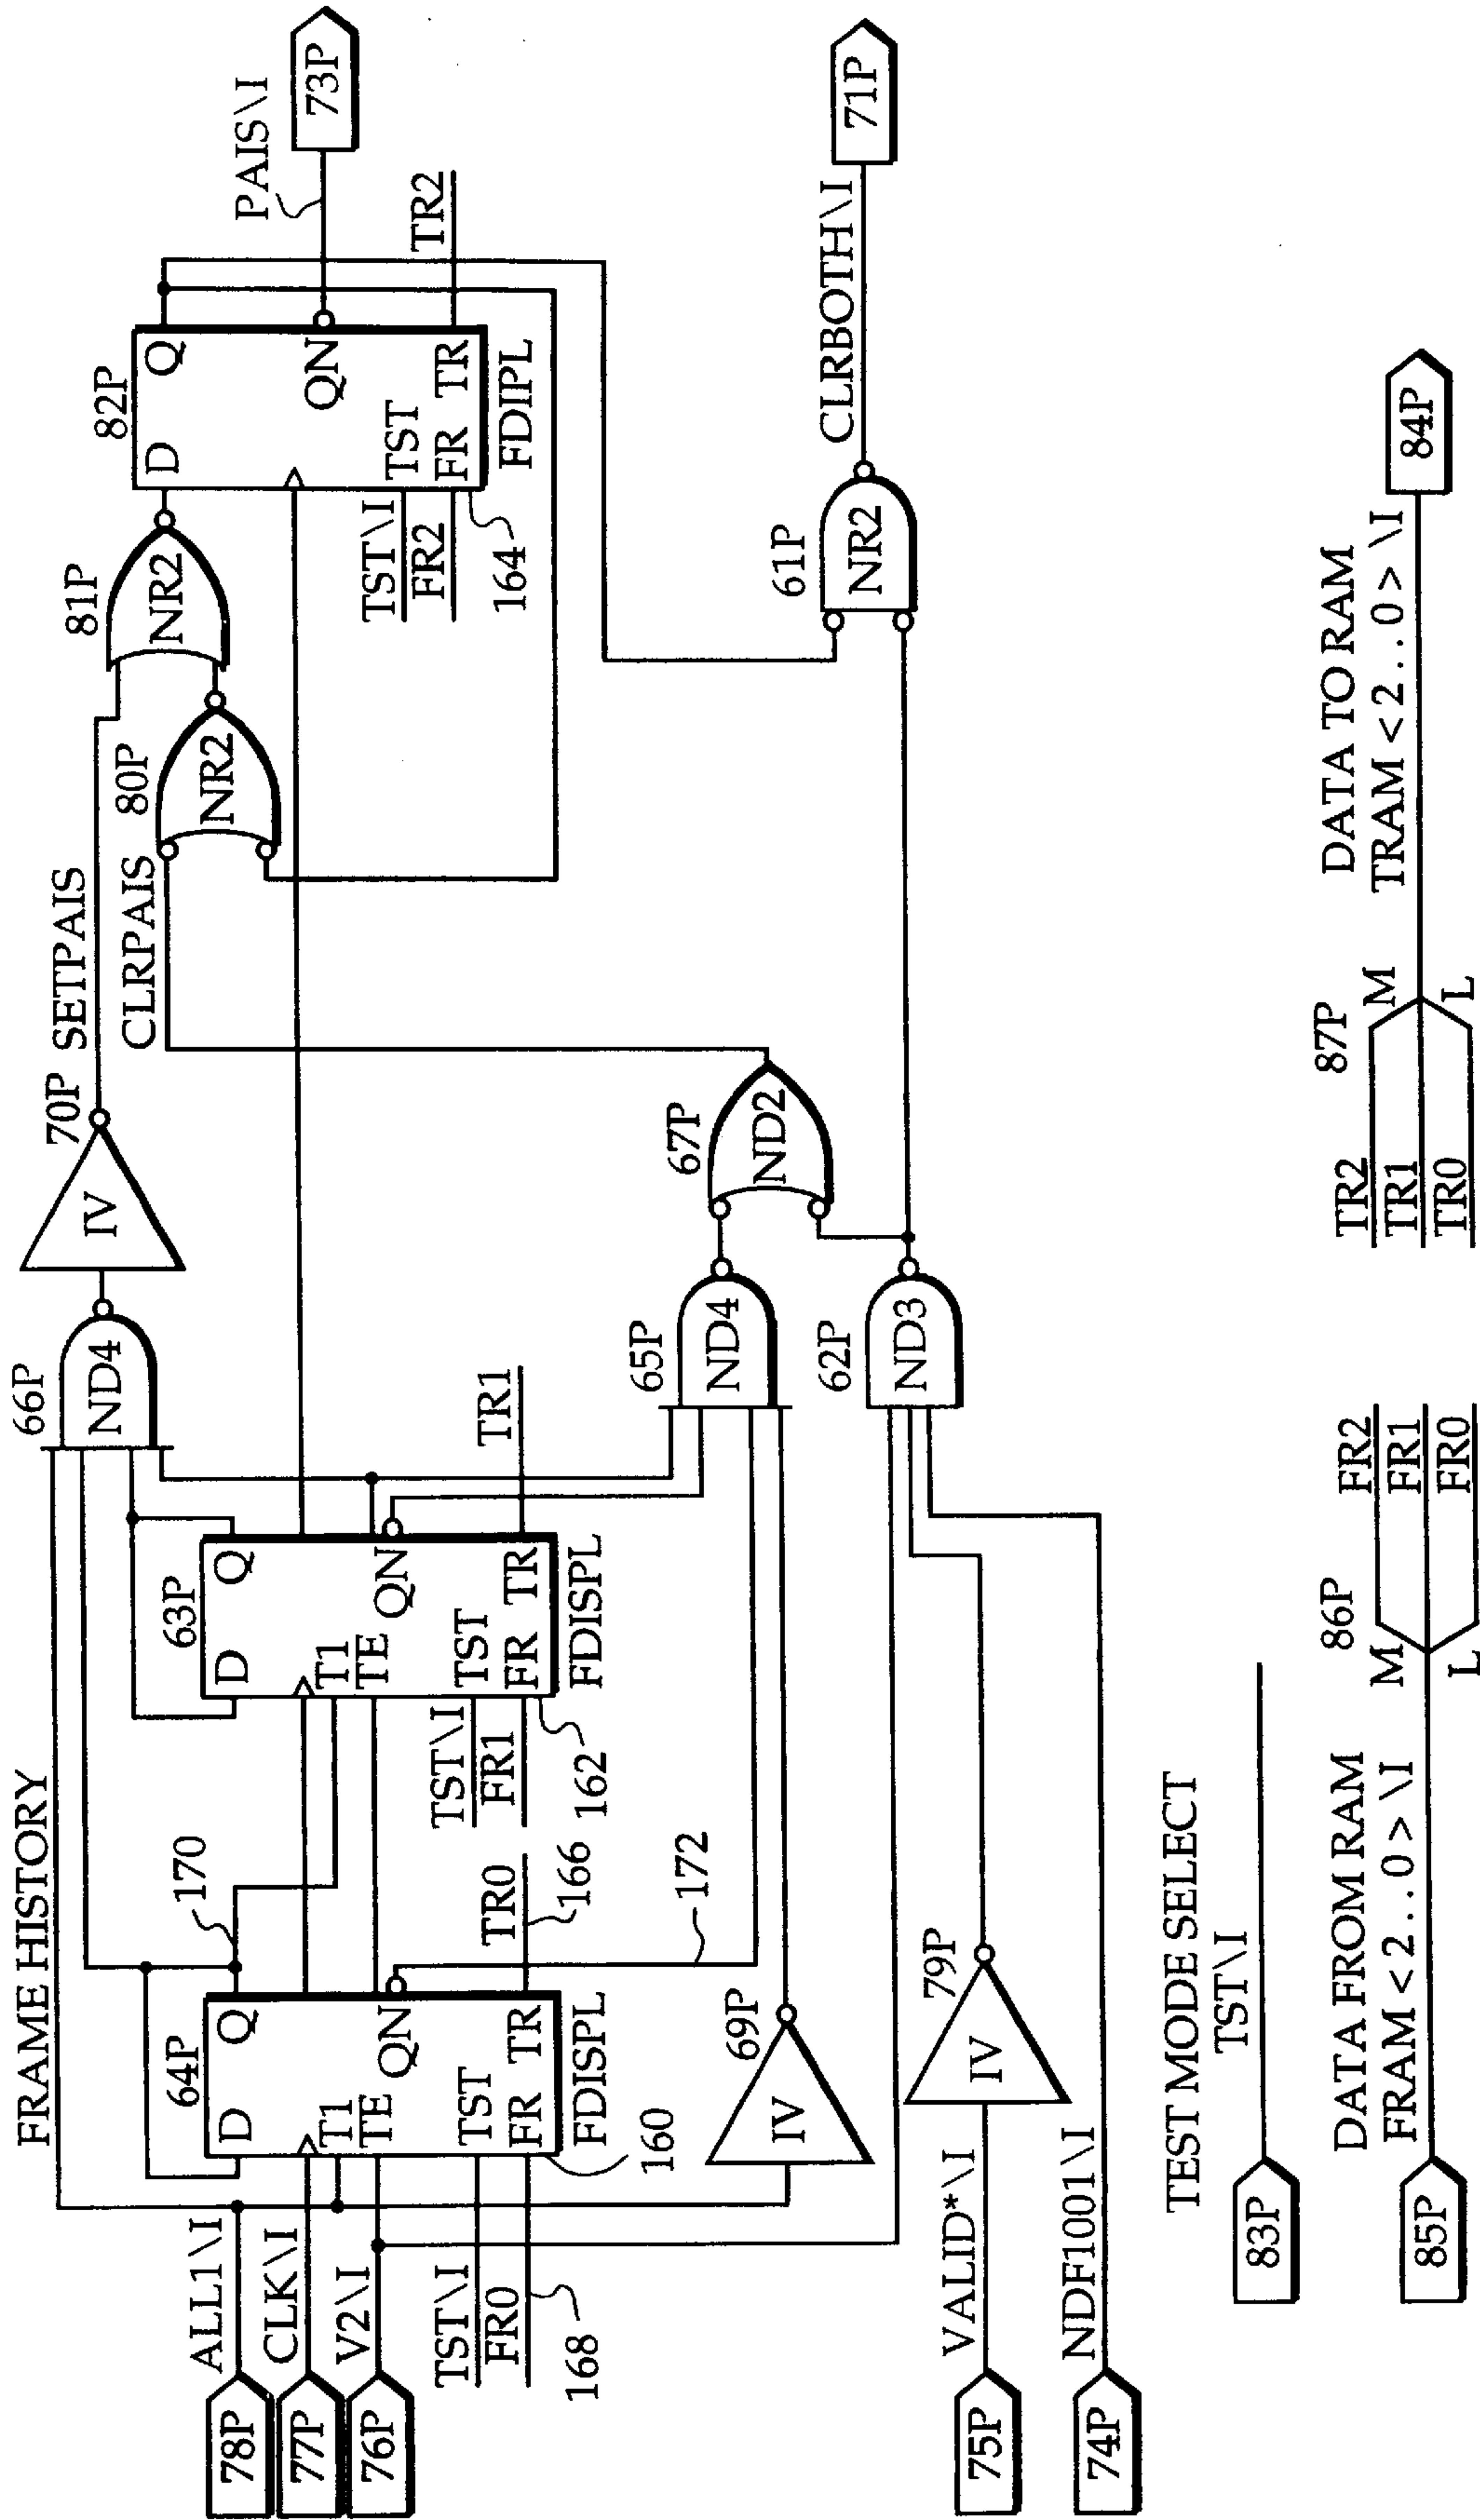 FRAME HISTORY
66P
ND4
70P
IV
SETPAIS
CLRPAIS
80P
NR2
81P
NR2
82P
D Q
QN
TST
FR TR
FDIPL
TST\I
FR2
164
TR2
PAIS\I
73P
78P
ALL1\I
77P
CLK\I
76P
V2\I
TST\I
FR0
168
64P
D Q
T1
TE QN
TST
FR TR
FDISPL
160
170
TR0
166
172
63P
D Q
T1
TE QN
TST
FR TR
FDISPL
TST\I
FR1
162
TR1
69P
IV
65P
ND4
62P
ND3
67P
ND2
61P
NR2
CLRBOTH\I
71P
75P
VALID*\I
79P
IV
74P
NDF1001\I
TEST MODE SELECT
83P
TST\I
DATA FROM RAM
85P
FRAM < 2 . . . 0 > \I
86P
M
L
FR2
FR1
FR0
TR2
TR1
TR0
87P
M
L
DATA TO RAM
TRAM < 2 . . . 0 > \I
84P